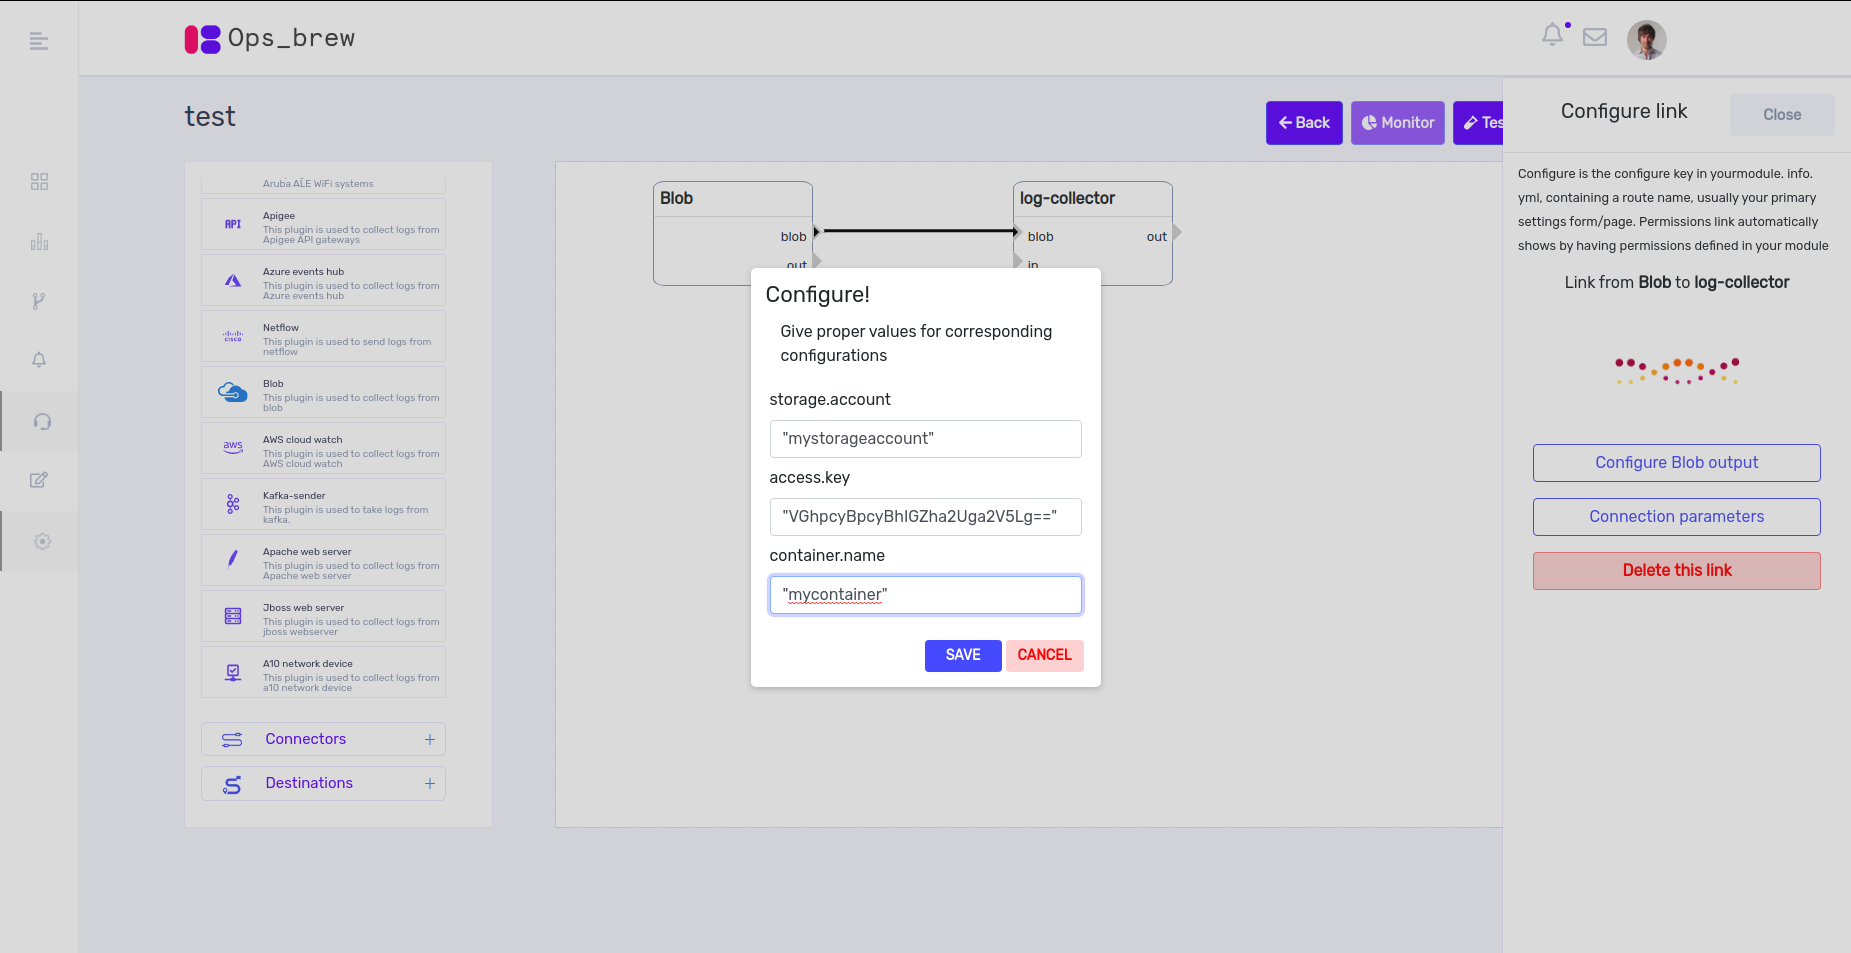 Ops_brew
test
Back
Monitor
Tes
Configure link
Close
Configure is the configure key in yourmodule. info.
yml, containing a route name, usually your primary
settings form/page. Permissions link automatically
shows by having permissions defined in your module
Link from Blob to log-collector
Configure Blob output
Connection parameters
Delete this link
Aruba ALE WiFi systems
API
Apigee
This plugin is used to collect logs from
Apigee API gateways
Azure events hub
This plugin is used to collect logs from
Azure events hub
cisco
Netflow
This plugin is used to send logs from
netflow
Blob
This plugin is used to collect logs from
blob
aws
AWS cloud watch
This plugin is used to collect logs from
AWS cloud watch
Kafka-sender
This plugin is used to take logs from
kafka.
Apache web server
This plugin is used to collect logs from
Apache web server
Jboss web server
This plugin is used to collect logs from
jboss webserver
A10 network device
This plugin is used to collect logs from
a10 network device
Connectors +
Destinations +
Blob
blob
out
log-collector
blob out
in
Configure!
Give proper values for corresponding
configurations
storage.account
"mystorageaccount"
access.key
"VGhpcyBpcyBhIGZha2Uga2V5Lg=="
container.name
"mycontainer"
SAVE CANCEL